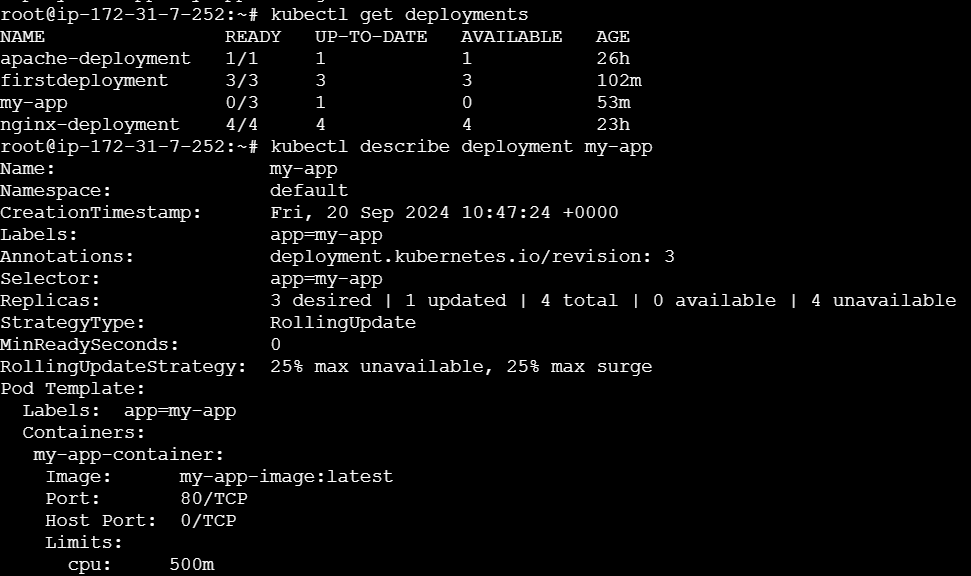 root@ip-172-31-7-252:~# kubectl get deployments
NAME                READY   UP-TO-DATE   AVAILABLE   AGE
apache-deployment   1/1     1            1           26h
firstdeployment     3/3     3            3           102m
my-app              0/3     1            0           53m
nginx-deployment    4/4     4            4           23h
root@ip-172-31-7-252:~# kubectl describe deployment my-app
Name:                   my-app
Namespace:              default
CreationTimestamp:      Fri, 20 Sep 2024 10:47:24 +0000
Labels:                 app=my-app
Annotations:            deployment.kubernetes.io/revision: 3
Selector:               app=my-app
Replicas:               3 desired | 1 updated | 4 total | 0 available | 4 unavailable
StrategyType:           RollingUpdate
MinReadySeconds:        0
RollingUpdateStrategy:  25% max unavailable, 25% max surge
Pod Template:
  Labels:  app=my-app
  Containers:
   my-app-container:
    Image:      my-app-image:latest
    Port:       80/TCP
    Host Port:  0/TCP
    Limits:
      cpu:     500m